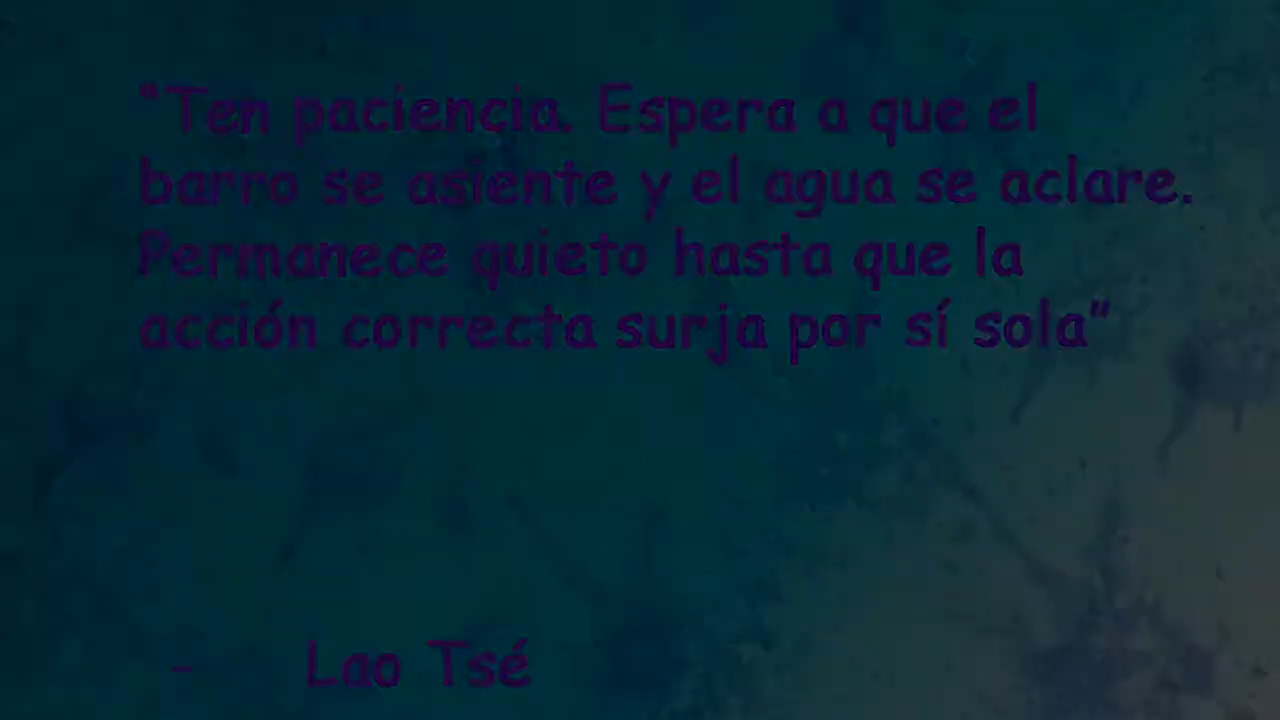 "Ten paciencia. Espera a que el
barro se asiente y el agua se aclare.
Permanece quieto hasta que la
acción correcta surja por sí sola"
- Lao Tsé